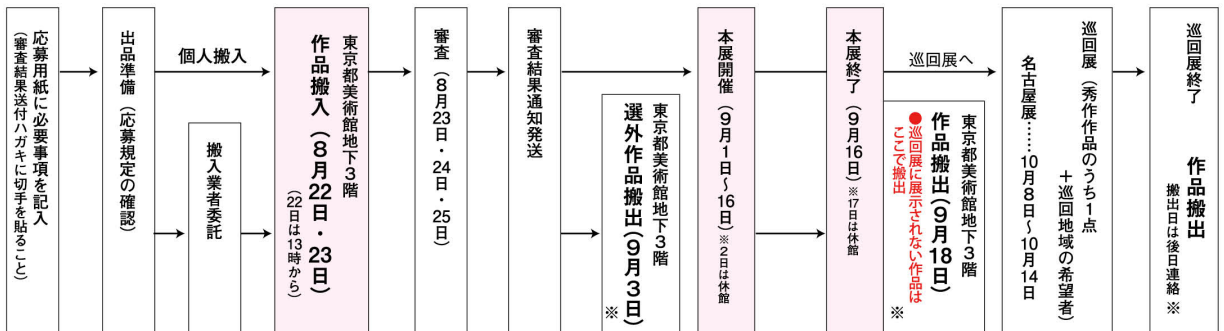 応募用紙に必要事項を記入
（審査結果送付ハガキに切手を貼ること）
出品準備（応募規定の確認）
個人搬入
搬入業者委託
東京都美術館地下3階
作品搬入（8月22日・23日）
（22日は13時から）
審査（8月23日・24日・25日）
審査結果通知発送
東京都美術館地下3階
選外作品搬出（9月3日）※
本展開催（9月1日〜16日）※2日は休館
本展終了（9月16日）※17日は休館
巡回展へ
東京都美術館地下3階
作品搬出（9月18日）※
●巡回展に展示されない作品は
ここで搬出
巡回展（秀作作品のうち1点
＋巡回地域の希望者）
名古屋展……10月8日〜10月14日
巡回展終了
作品搬出
搬出日は後日連絡※